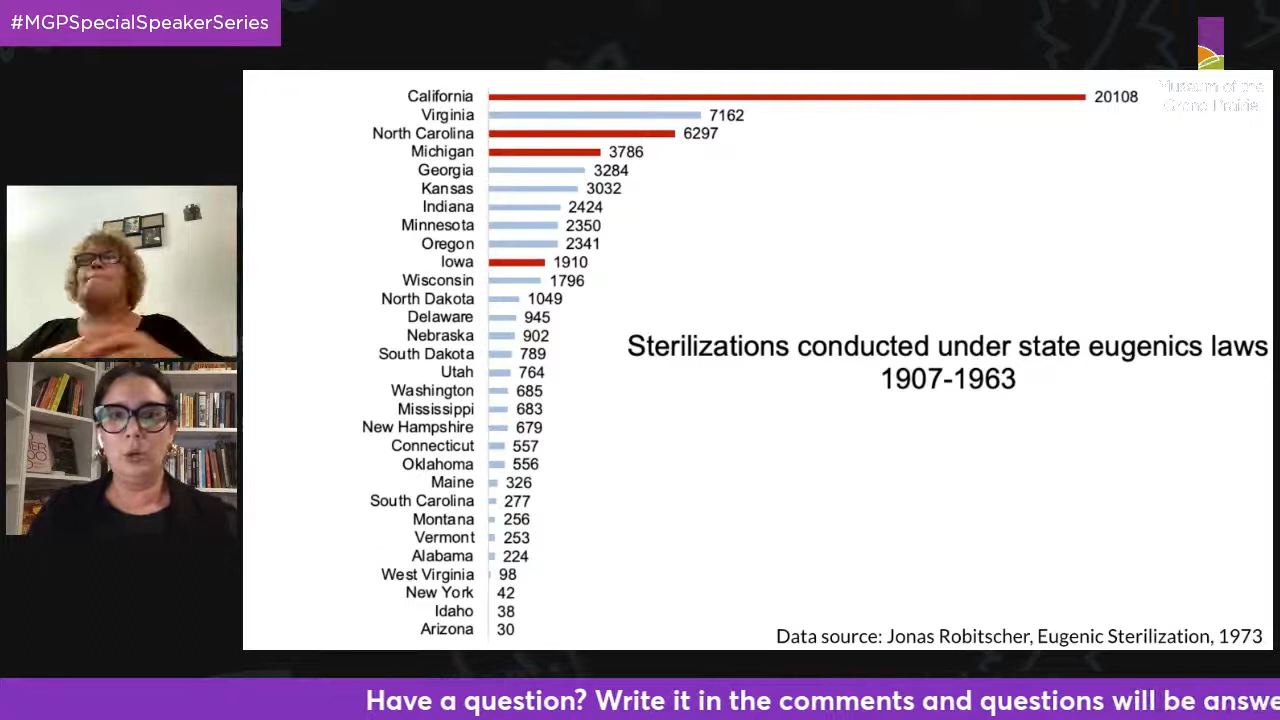 #MGPSpecialSpeakerSeries
Museum of the
Grand Prairie
California 20108
Virginia 7162
North Carolina 6297
Michigan 3786
Georgia 3284
Kansas 3032
Indiana 2424
Minnesota 2350
Oregon 2341
Iowa 1910
Wisconsin 1796
North Dakota 1049
Delaware 945
Nebraska 902
South Dakota 789
Utah 764
Washington 685
Mississippi 683
New Hampshire 679
Connecticut 557
Oklahoma 556
Maine 326
South Carolina 277
Montana 256
Vermont 253
Alabama 224
West Virginia 98
New York 42
Idaho 38
Arizona 30
Sterilizations conducted under state eugenics laws
1907-1963
Data source: Jonas Robitscher, Eugenic Sterilization, 1973
Have a question? Write it in the comments and questions will be answe